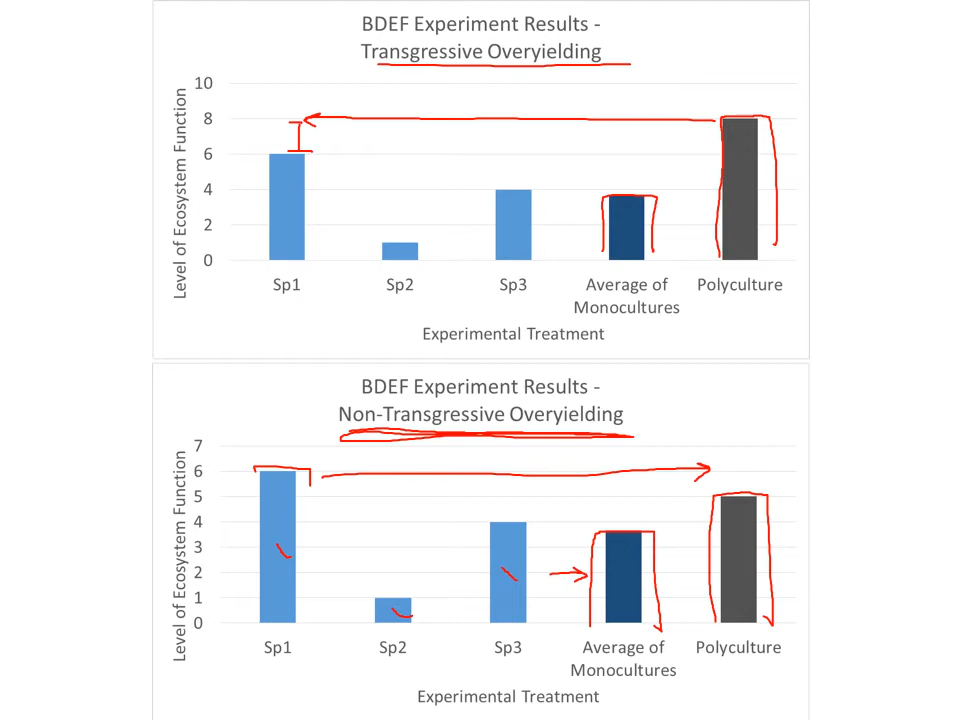 BDEF Experiment Results -
Transgressive Overyielding
Level of Ecosystem Function
10
8
6
4
2
0
Sp1 Sp2 Sp3 Average of Monocultures Polyculture
Experimental Treatment
BDEF Experiment Results -
Non-Transgressive Overyielding
Level of Ecosystem Function
7
6
5
4
3
2
1
0
Sp1 Sp2 Sp3 Average of Monocultures Polyculture
Experimental Treatment